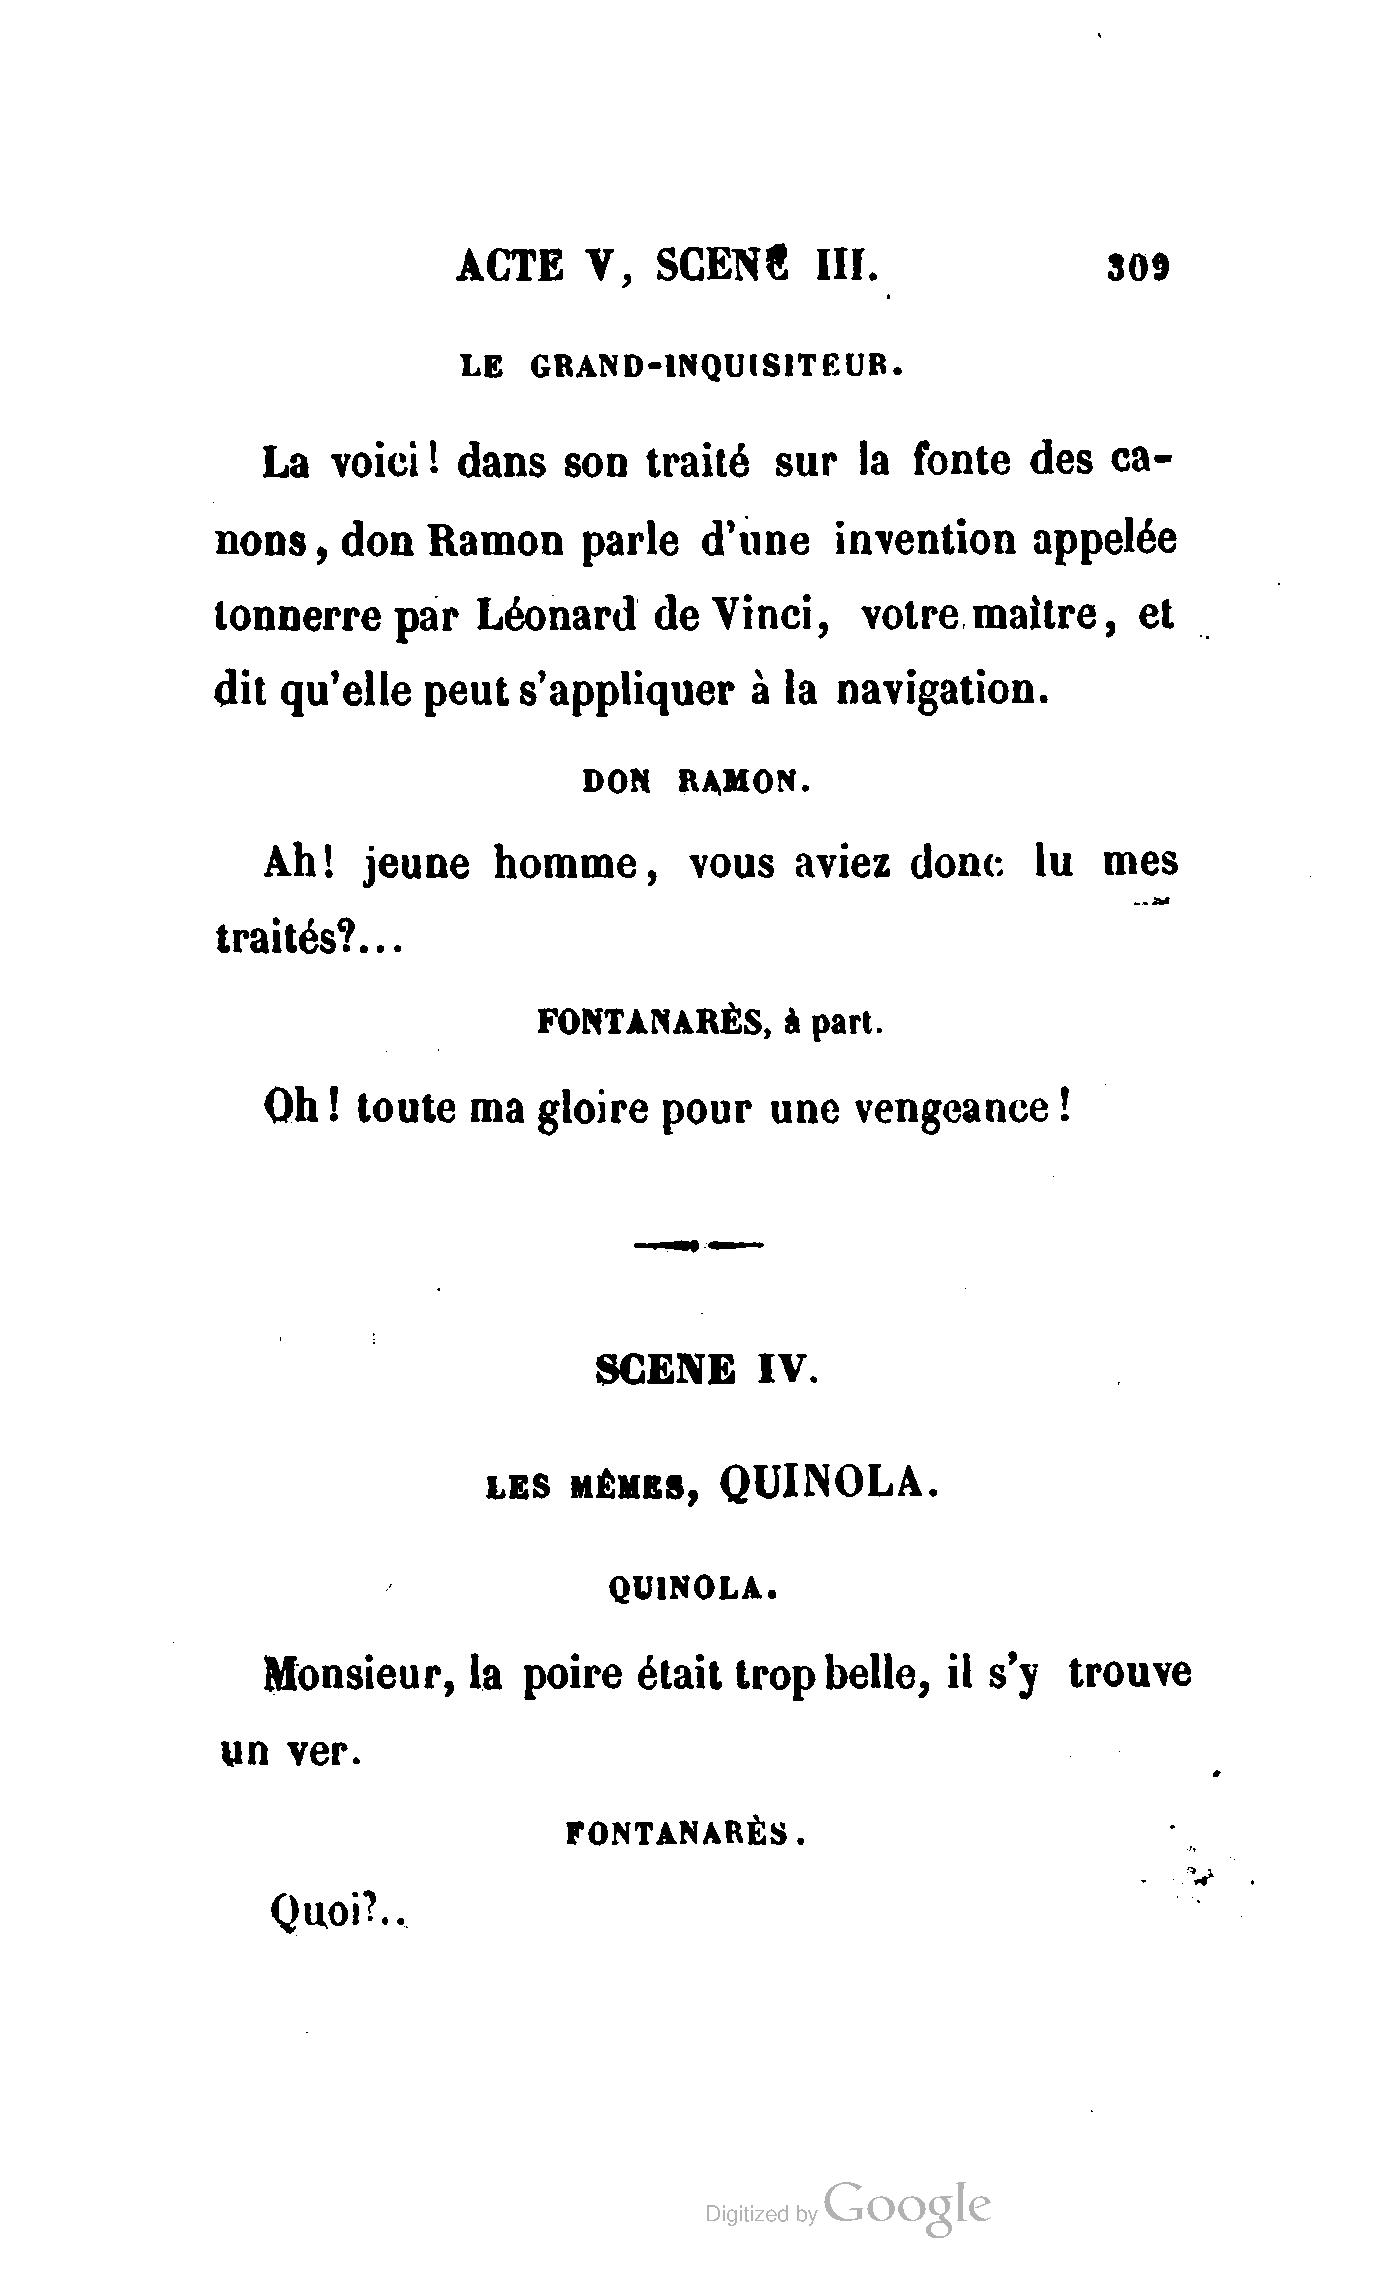 ACTE V, SCENE III. 309
LE GRAND-INQUISITEUR.
La voici! dans son traité sur la fonte des ca-
nons, don Ramon parle d'une invention appelée
tonnerre par Léonard de Vinci, votre maître, et
dit qu'elle peut s'appliquer à la navigation.
DON RAMON.
Ah! jeune homme, vous aviez donc lu mes
traités?...
FONTANARÈS, à part.
Oh! toute ma gloire pour une vengeance!
SCENE IV.
LES MÊMES, QUINOLA.
QUINOLA.
Monsieur, la poire était trop belle, il s'y trouve
un ver.
FONTANARÈS.
Quoi?..
Digitized by Google